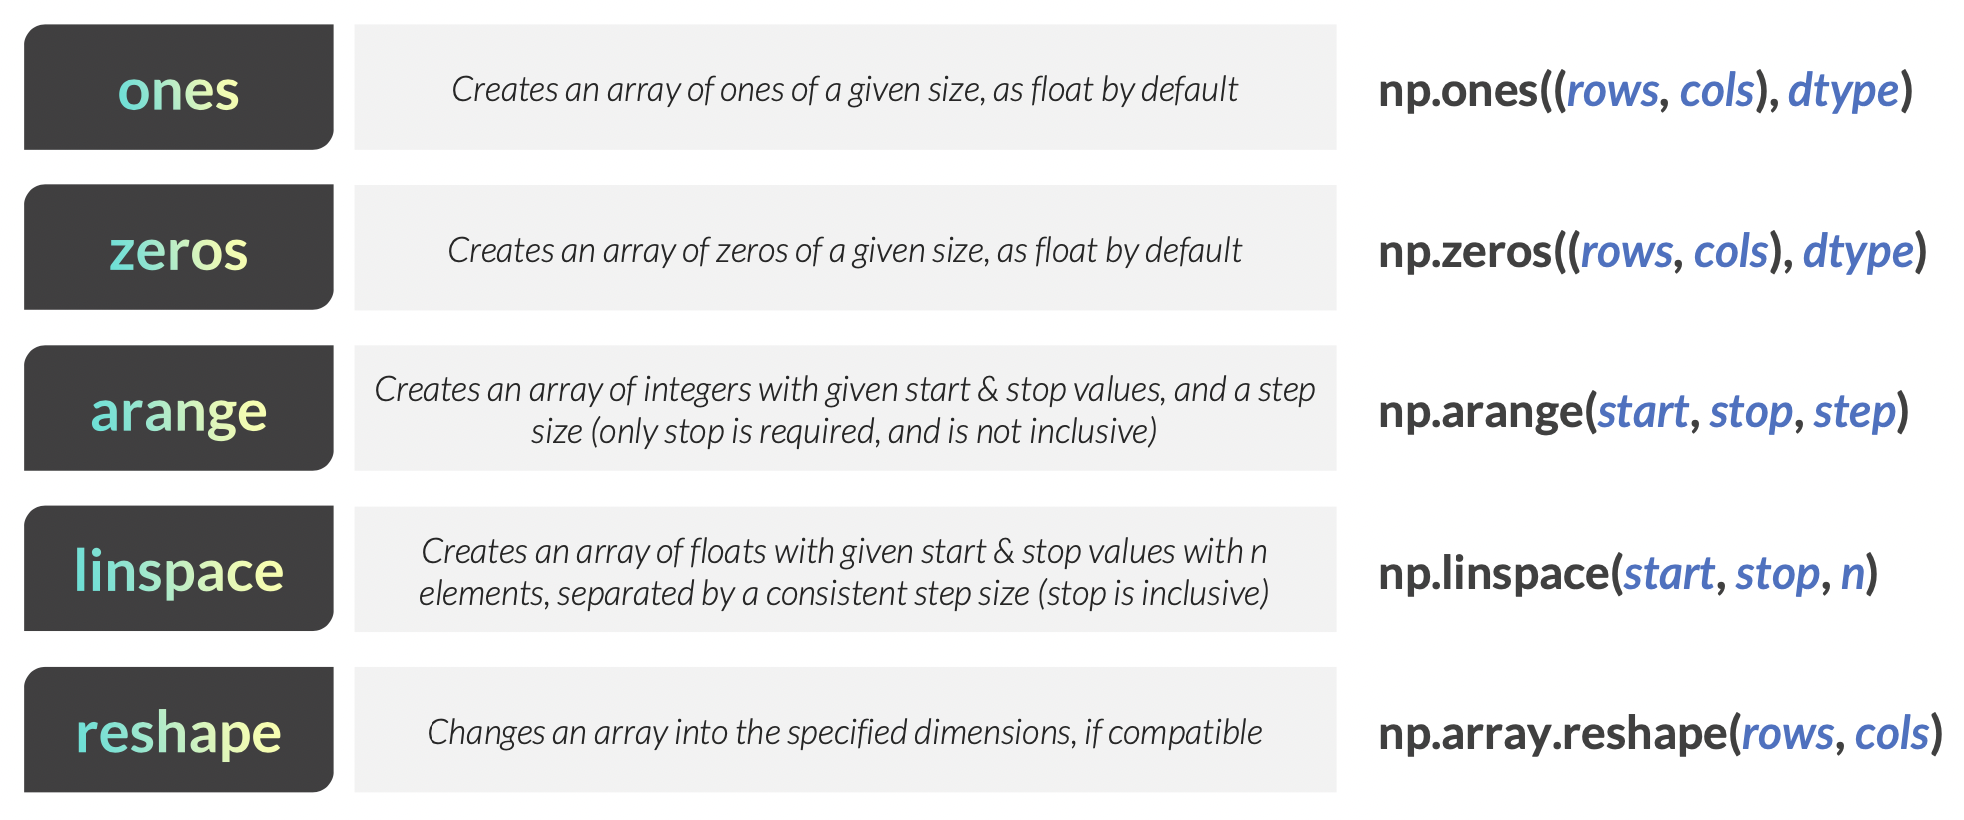 ones
Creates an array of ones of a given size, as float by default
np.ones((rows, cols), dtype)
zeros
Creates an array of zeros of a given size, as float by default
np.zeros((rows, cols), dtype)
arange
Creates an array of integers with given start & stop values, and a step
size (only stop is required, and is not inclusive)
np.arange(start, stop, step)
linspace
Creates an array of floats with given start & stop values with n
elements, separated by a consistent step size (stop is inclusive)
np.linspace(start, stop, n)
reshape
Changes an array into the specified dimensions, if compatible
np.array.reshape(rows, cols)